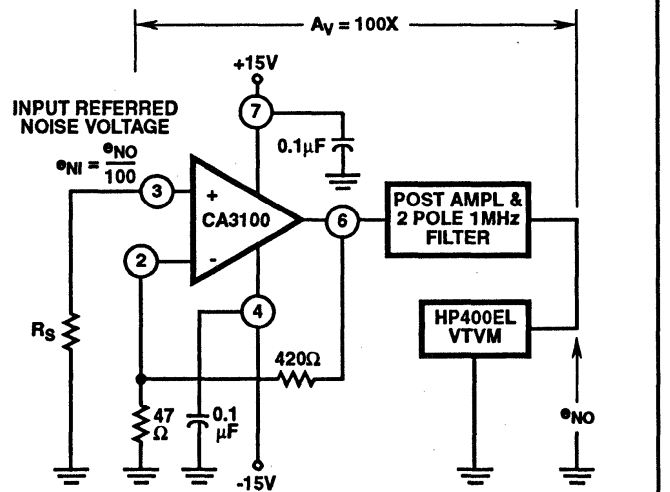 Av = 100X
+15V
7
INPUT REFERRED
NOISE VOLTAGE
eNI = eNO
100
0.1µF
3
+
CA3100
6
POST AMPL &
2 POLE 1MHz
FILTER
2
-
4
HP400EL
VTVM
RS
420Ω
47
Ω
0.1
µF
eNO
-15V